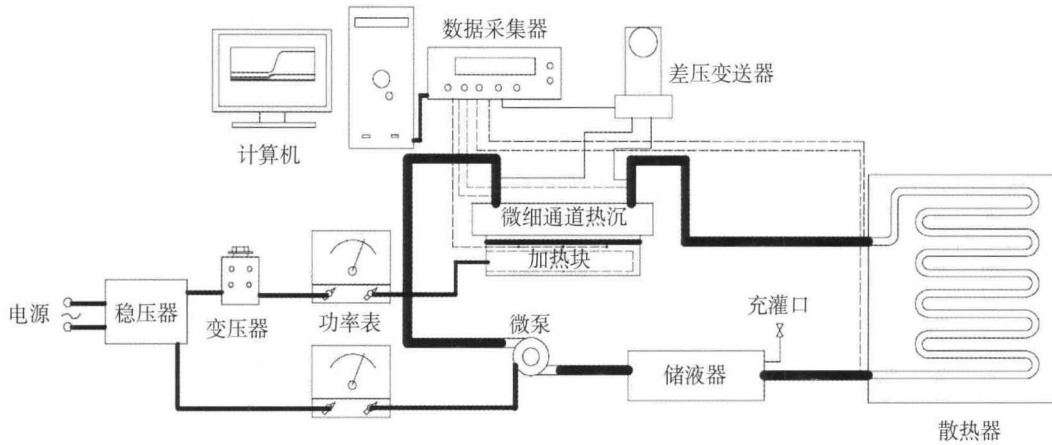 数据采集器
差压变送器
计算机
微细通道热沉
加热块
电源
~
稳压器
变压器
功率表
微泵
充灌口
储液器
散热器